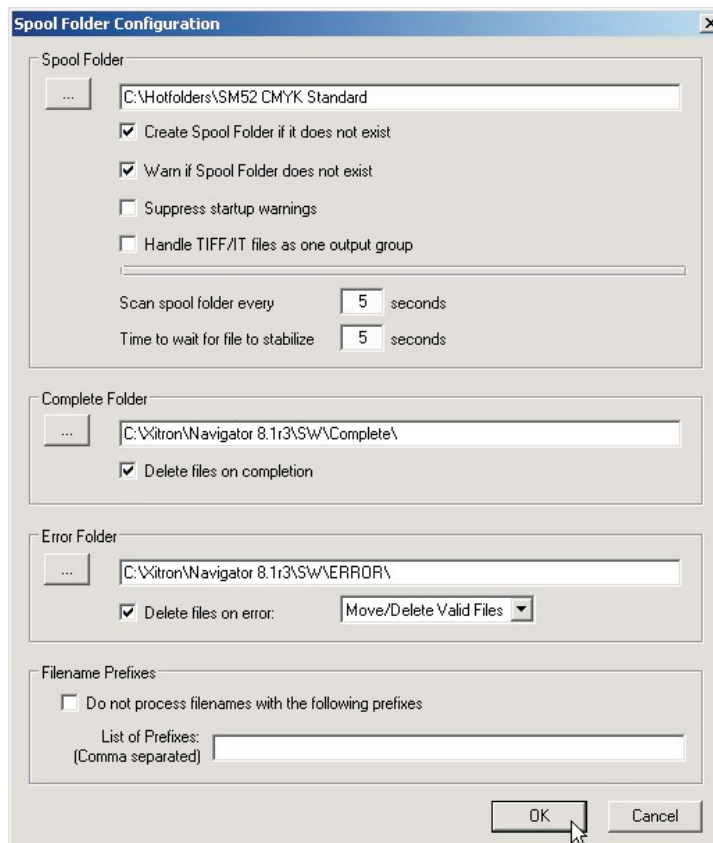 Spool Folder Configuration
Spool Folder
...
C:\Hotfolders\SM52 CMYK Standard
Create Spool Folder if it does not exist
Warn if Spool Folder does not exist
Suppress startup warnings
Handle TIFF/IT files as one output group
Scan spool folder every 5 seconds
Time to wait for file to stabilize 5 seconds
Complete Folder
...
C:\Xitron\Navigator 8.1r3\SW\Complete\
Delete files on completion
Error Folder
...
C:\Xitron\Navigator 8.1r3\SW\ERROR\
Delete files on error: Move/Delete Valid Files
Filename Prefixes
Do not process filenames with the following prefixes
List of Prefixes:
(Comma separated)
OK Cancel